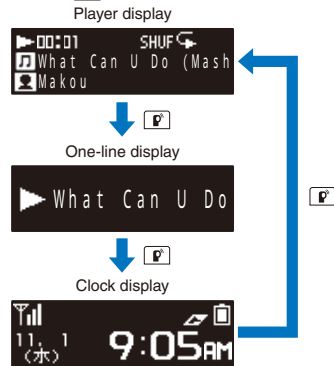 Player display
00:01 SHUF
What Can U Do (Mash
Makou
One-line display
What Can U Do
Clock display
11. 1
(水)
9:05AM